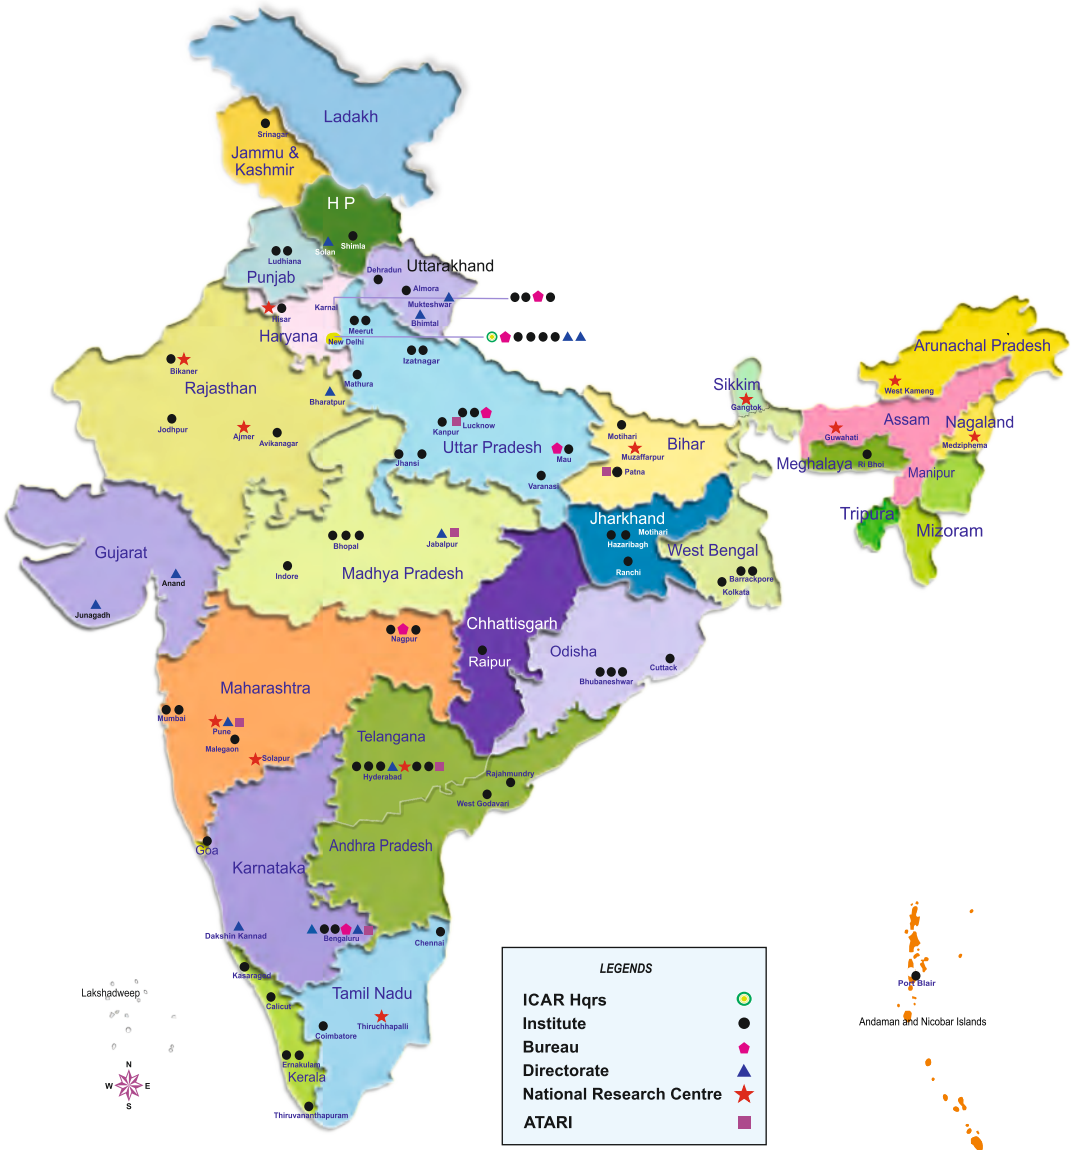 Ladakh
Srinagar
Jammu &
Kashmir
H P
Shimla
Solan
Ludhiana
Punjab
Dehradun
Uttarakhand
Almora
Mukteshwar
Bhimtal
Karnal
Hisar
Haryana
New Delhi
Meerut
Izatnagar
Mathura
Bikaner
Rajasthan
Bharatpur
Jodhpur
Ajmer
Avikanagar
Kanpur
Lucknow
Uttar Pradesh
Mau
Jhansi
Varanasi
Motihari
Bihar
Muzaffarpur
Patna
Sikkim
Gangtok
Arunachal Pradesh
West Kameng
Assam
Guwahati
Nagaland
Medziphema
Meghalaya
Ri Bhoi
Manipur
Tripura
Mizoram
Gujarat
Anand
Junagadh
Bhopal
Jabalpur
Indore
Madhya Pradesh
Jharkhand
Motihari
Hazaribagh
Ranchi
West Bengal
Barrackpore
Kolkata
Chhattisgarh
Raipur
Odisha
Cuttack
Bhubaneshwar
Nagpur
Maharashtra
Mumbai
Pune
Malegaon
Solapur
Telangana
Hyderabad
Rajahmundry
West Godavari
Andhra Pradesh
Goa
Karnataka
Dakshin Kannad
Bengaluru
Chennai
Kasaragod
Calicut
Tamil Nadu
Thiruchhapalli
Coimbatore
Ernakulam
Kerala
Thiruvananthapuram
Lakshadweep
N
W E
S
Port Blair
Andaman and Nicobar Islands
LEGENDS
ICAR Hqrs
Institute
Bureau
Directorate
National Research Centre
ATARI